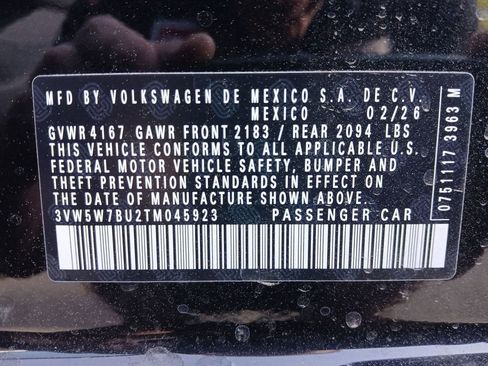 MFD BY VOLKSWAGEN DE MEXICO S.A. DE C.V.
MEXICO 02/26
GVWR 4167 GAWR FRONT 2183 / REAR 2094 LBS
THIS VEHICLE CONFORMS TO ALL APPLICABLE U.S.
FEDERAL MOTOR VEHICLE SAFETY, BUMPER AND
THEFT PREVENTION STANDARDS IN EFFECT ON
THE DATE OF MANUFACTURE SHOWN ABOVE.
3VW5W7BU2TM045923 PASSENGER CAR
0751117 3963 M